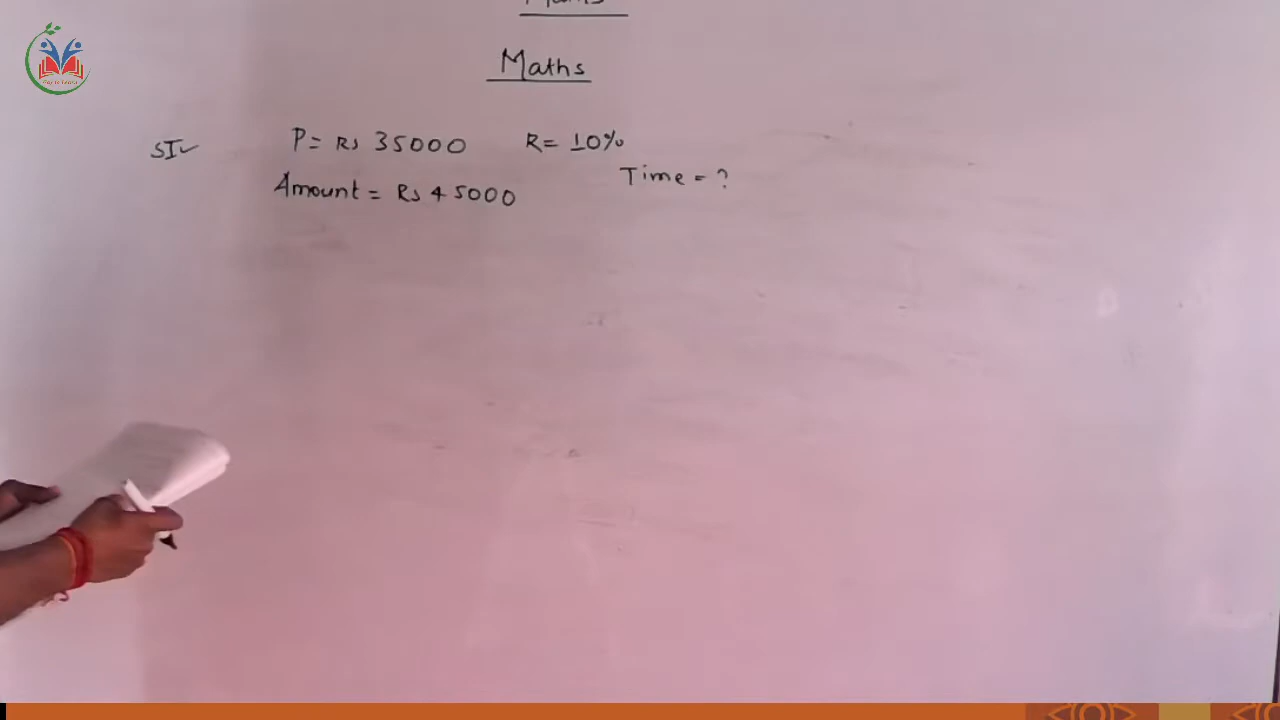 Maths
SI
P = Rs 35000 R = 10%
Amount = Rs 45000
Time = ?